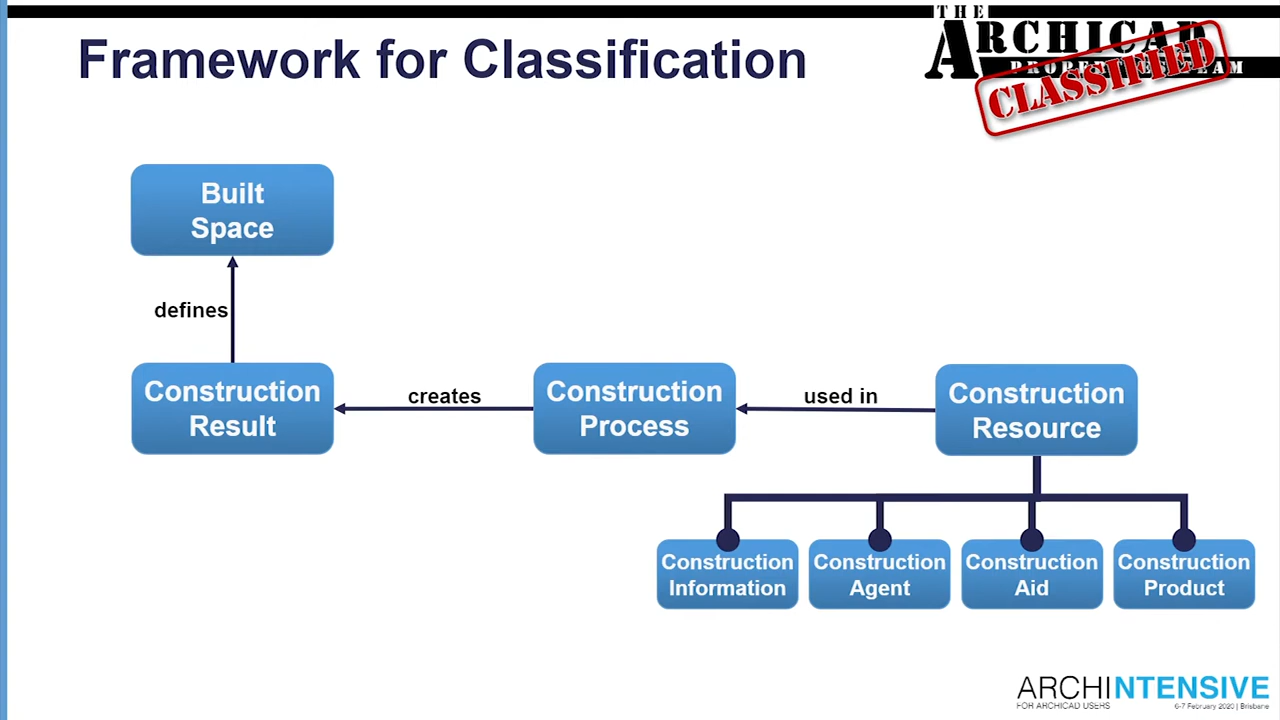 THE
ARCHICAD
CLASSIFIED
Framework for Classification
Built
Space
defines
Construction
Result
creates
Construction
Process
used in
Construction
Resource
Construction
Information
Construction
Agent
Construction
Aid
Construction
Product
ARCHINTENSIVE
FOR ARCHICAD USERS
6-7 February 2020 | Brisbane